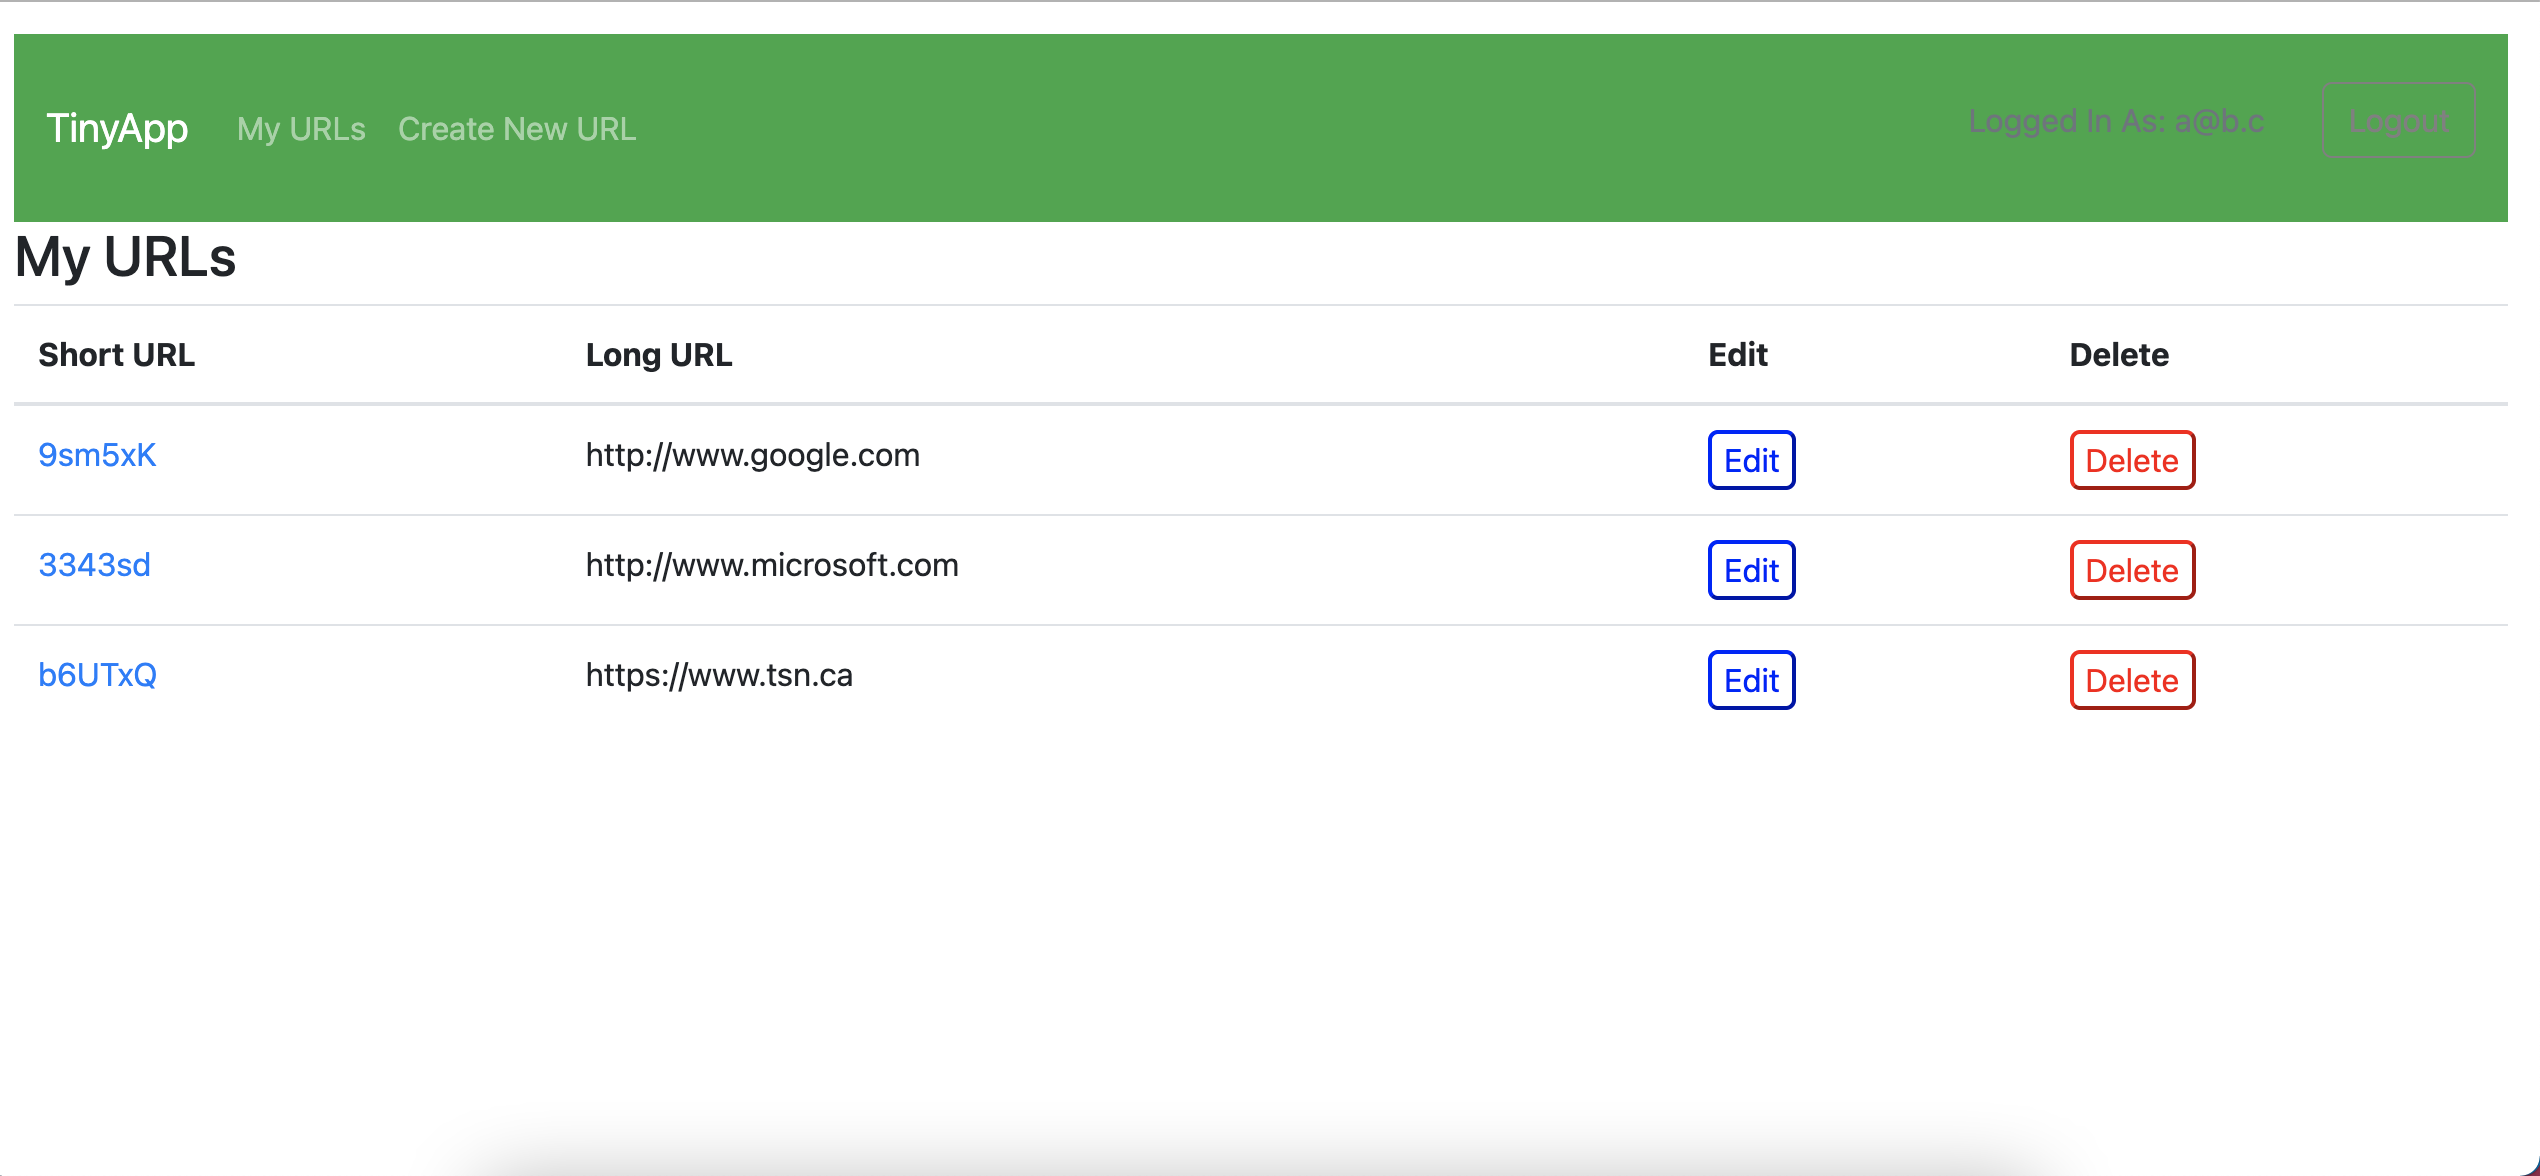 TinyApp My URLs Create New URL Logged In As: a@b.c Logout
My URLs
Short URL Long URL Edit Delete
9sm5xK http://www.google.com Edit Delete
3343sd http://www.microsoft.com Edit Delete
b6UTxQ https://www.tsn.ca Edit Delete